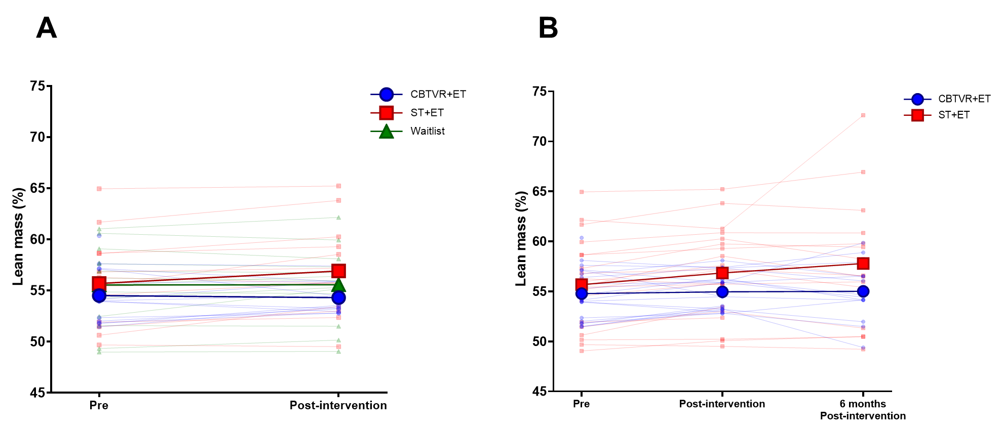 A
75
70
65
60
55
50
45
Lean mass (%)
Pre
Post-intervention
CBTVR+ET
ST+ET
Waitlist
B
75
70
65
60
55
50
45
Lean mass (%)
Pre
Post-intervention
6 months
Post-intervention
CBTVR+ET
ST+ET